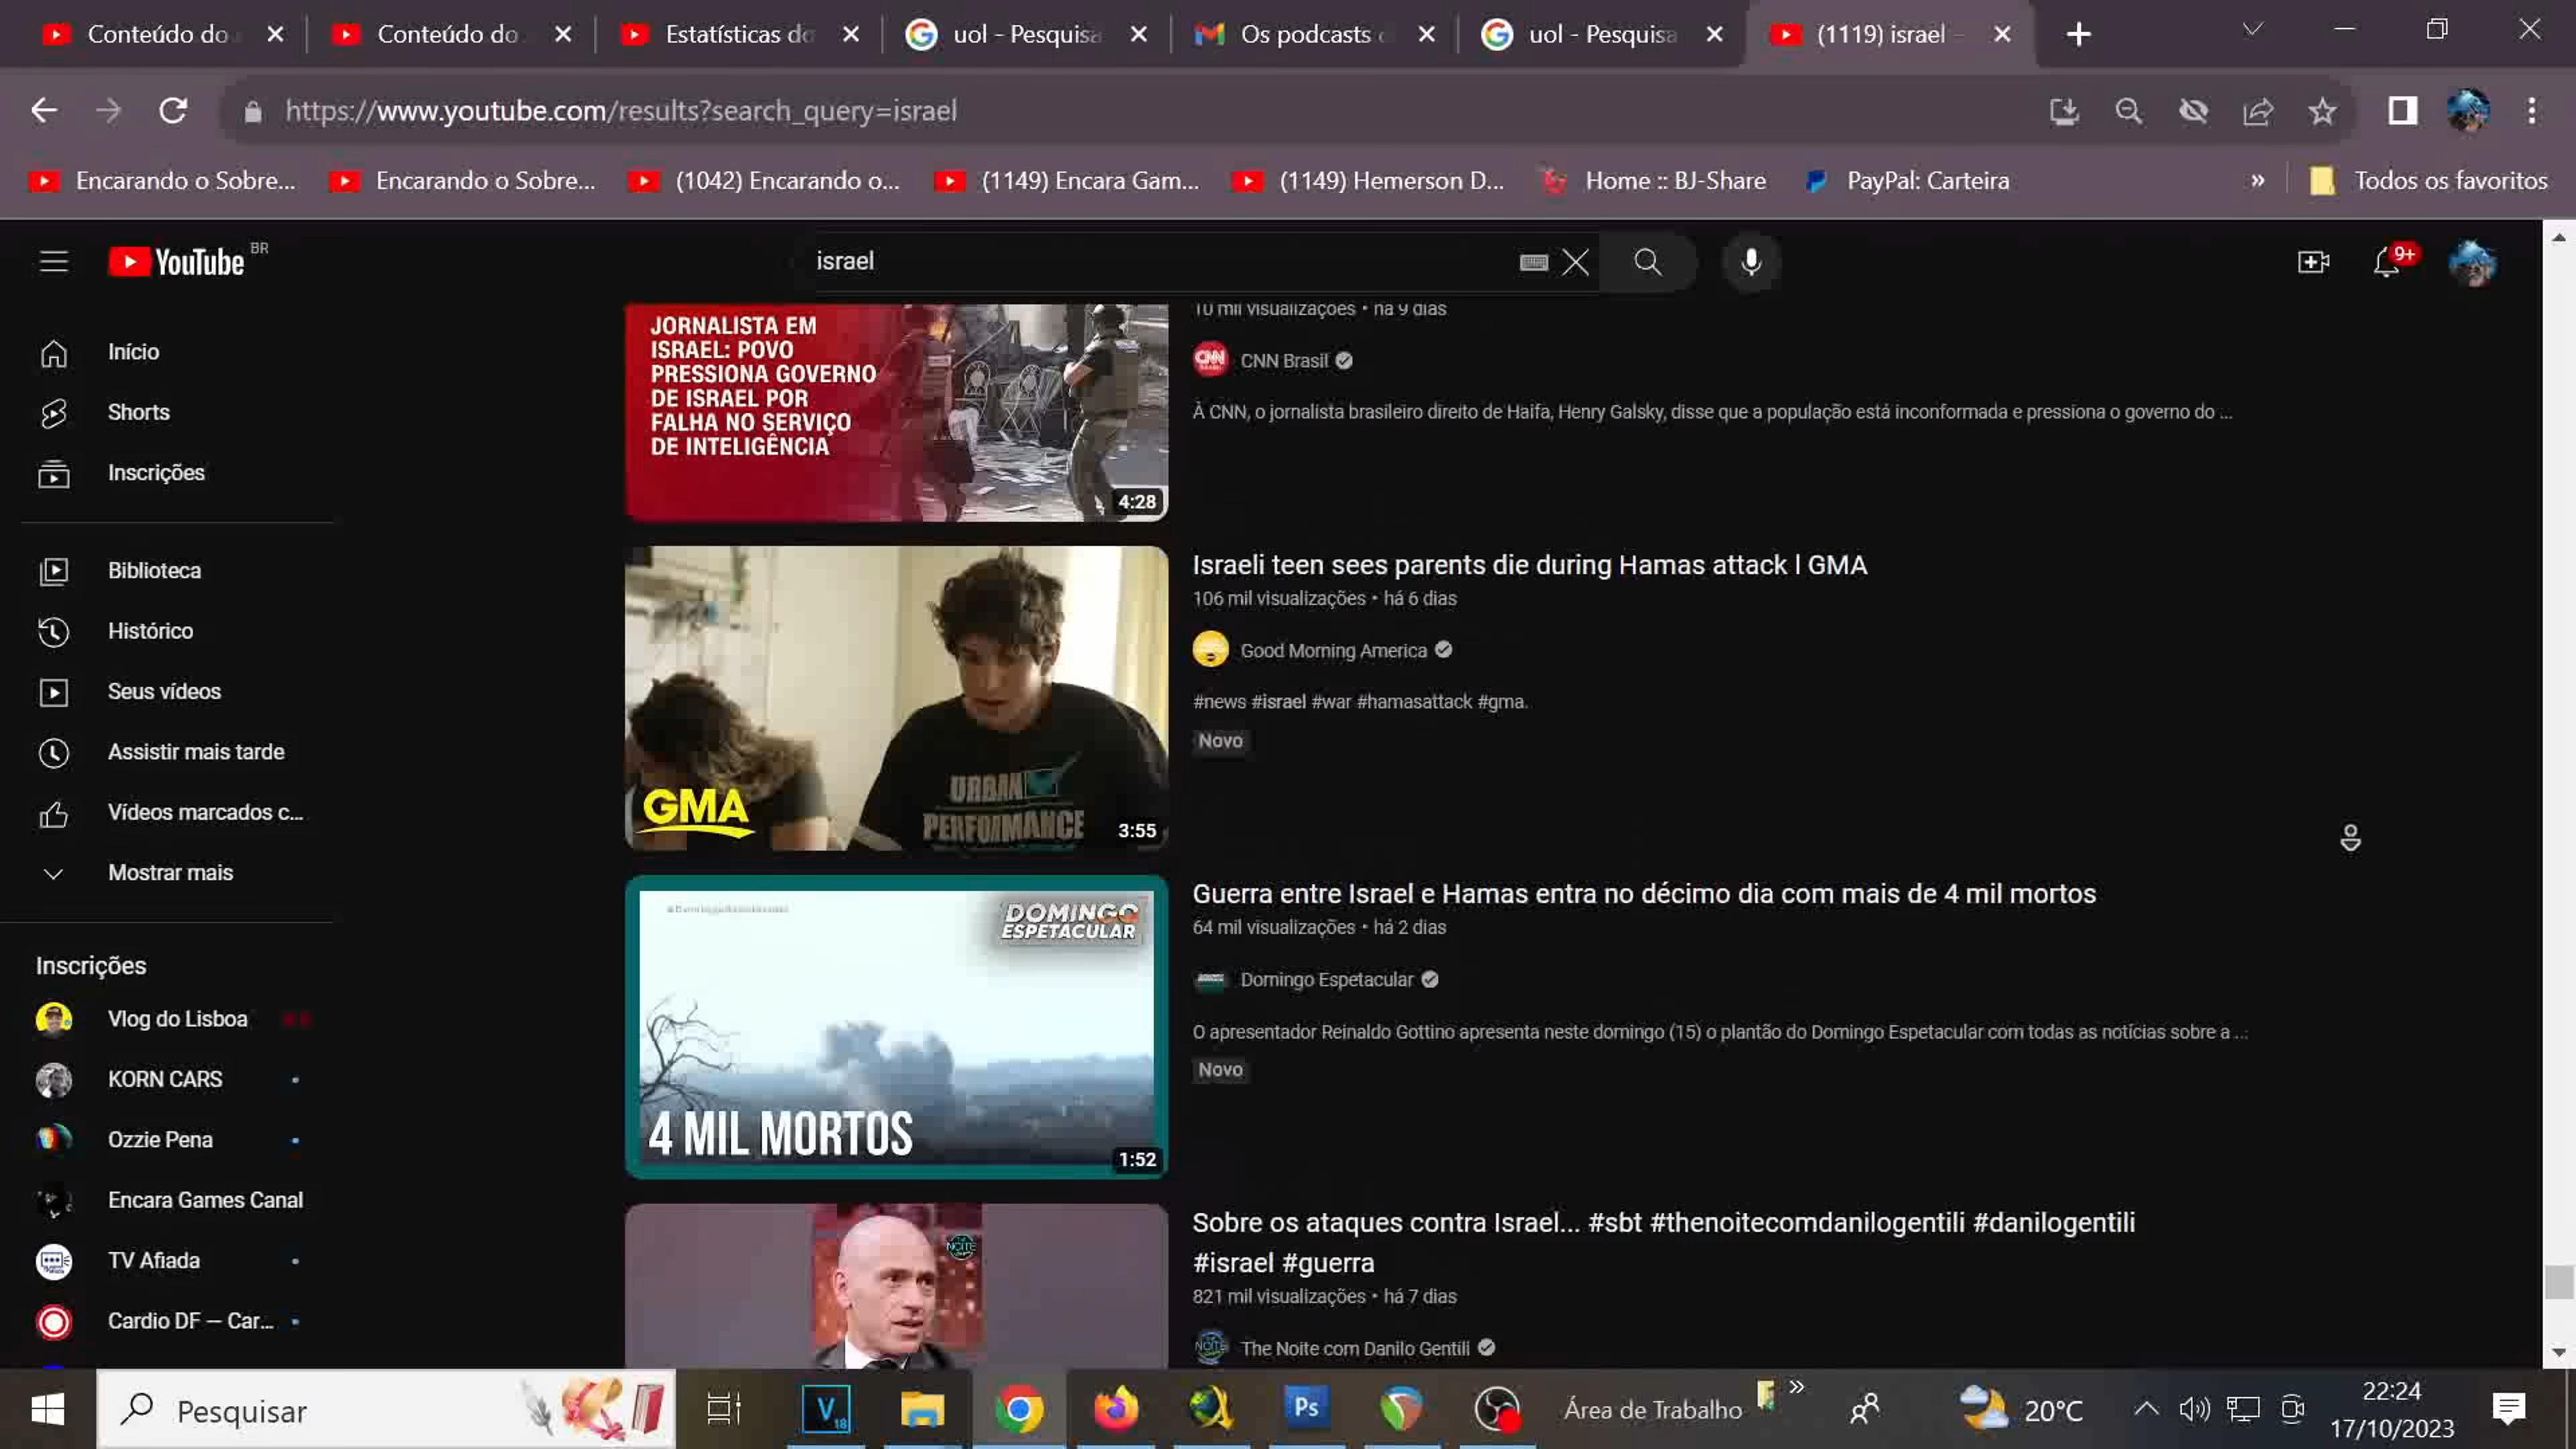 Conteúdo do
Conteúdo do
Estatísticas do
uol - Pesquisa
Os podcasts
uol - Pesquisa
(1119) israel -
https://www.youtube.com/results?search_query=israel
Encarando o Sobre...
Encarando o Sobre...
(1042) Encarando o...
(1149) Encara Gam...
(1149) Hemerson D...
Home :: BJ-Share
PayPal: Carteira
»
Todos os favoritos
YouTube BR
israel
9+
Início
Shorts
Inscrições
Biblioteca
Histórico
Seus vídeos
Assistir mais tarde
Vídeos marcados c...
Mostrar mais
Inscrições
Vlog do Lisboa
KORN CARS
Ozzie Pena
Encara Games Canal
TV Afiada
Cardio DF — Car...
JORNALISTA EM
ISRAEL: POVO
PRESSIONA GOVERNO
DE ISRAEL POR
FALHA NO SERVIÇO
DE INTELIGÊNCIA
4:28
10 mil visualizações • há 9 dias
CNN Brasil
À CNN, o jornalista brasileiro direito de Haifa, Henry Galsky, disse que a população está inconformada e pressiona o governo do ...
URBAN
PERFORMANCE
GMA
3:55
Israeli teen sees parents die during Hamas attack l GMA
106 mil visualizações • há 6 dias
Good Morning America
#news #israel #war #hamasattack #gma.
Novo
DOMINGO
ESPETACULAR
4 MIL MORTOS
1:52
Guerra entre Israel e Hamas entra no décimo dia com mais de 4 mil mortos
64 mil visualizações • há 2 dias
Domingo Espetacular
O apresentador Reinaldo Gottino apresenta neste domingo (15) o plantão do Domingo Espetacular com todas as notícias sobre a ...
Novo
NOITE
Sobre os ataques contra Israel... #sbt #thenoitecomdanilogentili #danilogentili
#israel #guerra
821 mil visualizações • há 7 dias
The Noite com Danilo Gentili
Pesquisar
V 18
Ps
Área de Trabalho
»
20°C
22:24
17/10/2023